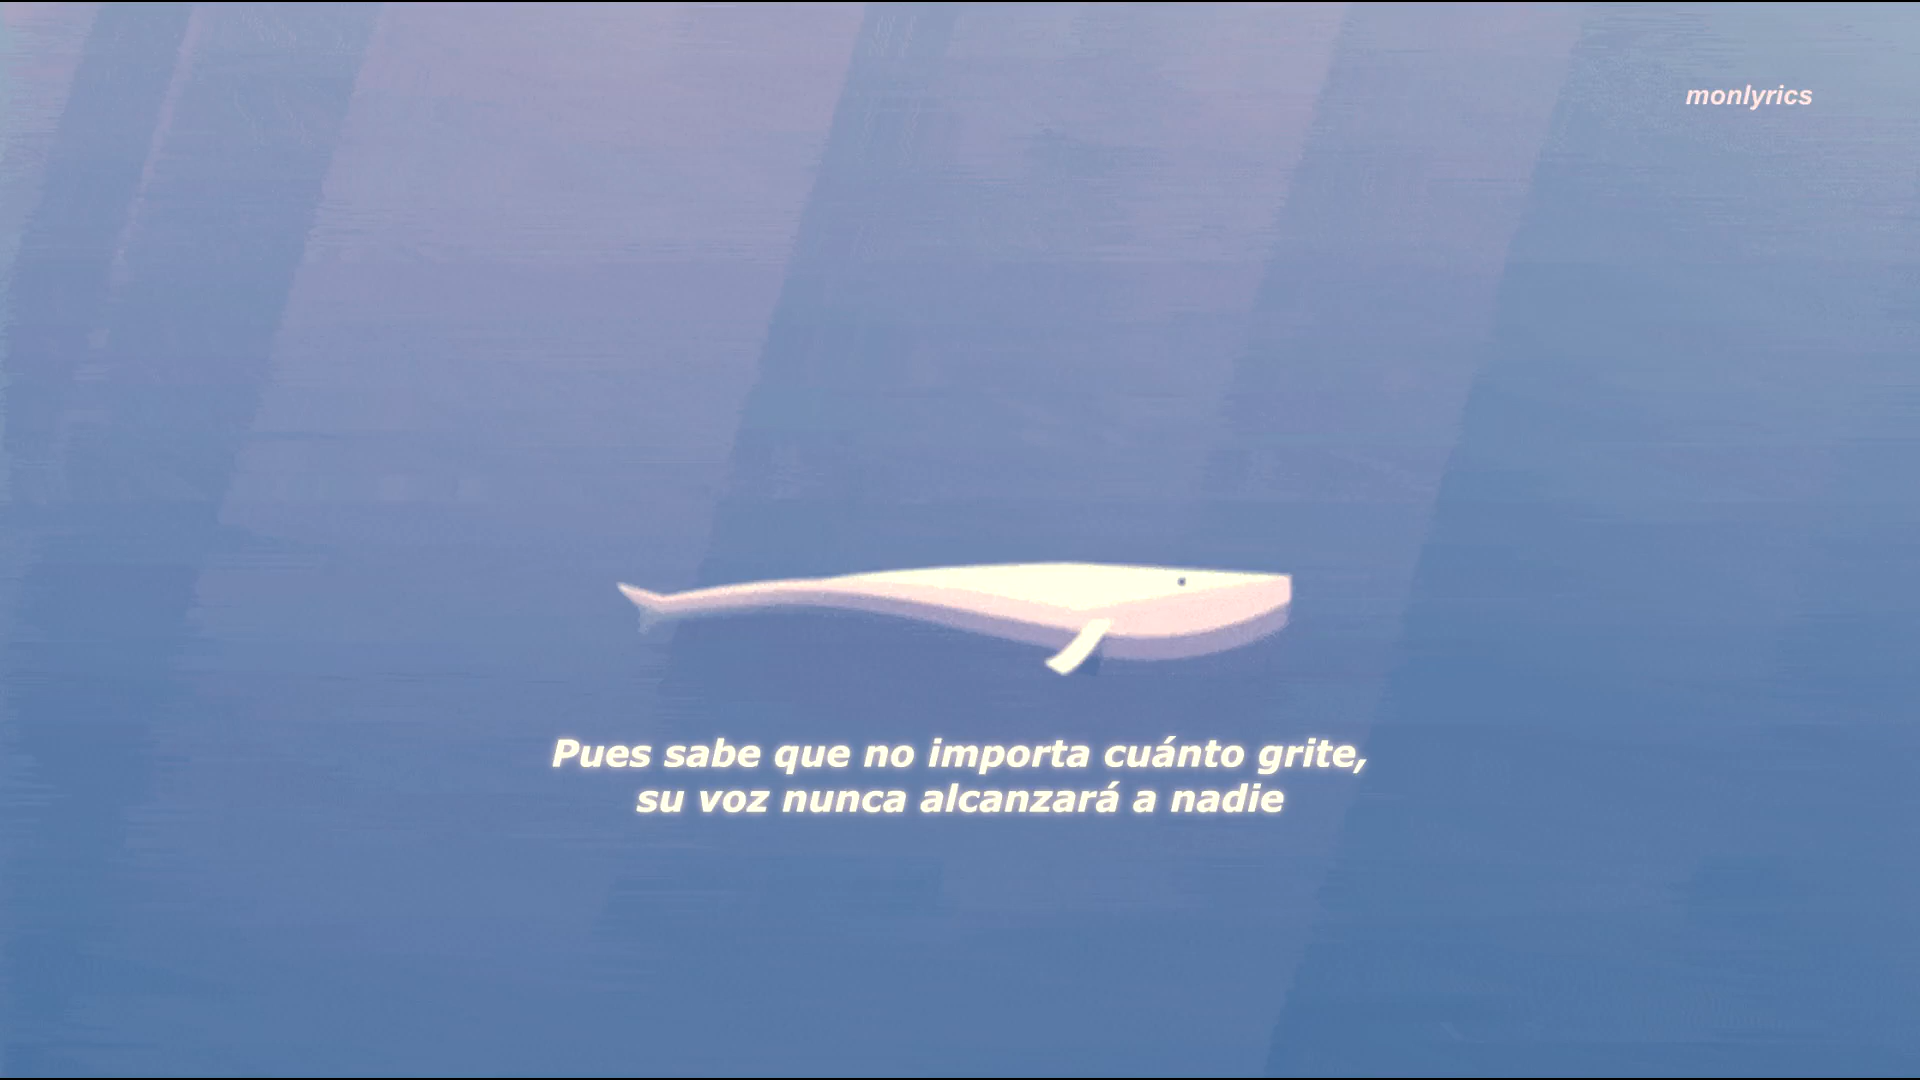 monlyrics
Pues sabe que no importa cuánto grite,
su voz nunca alcanzará a nadie